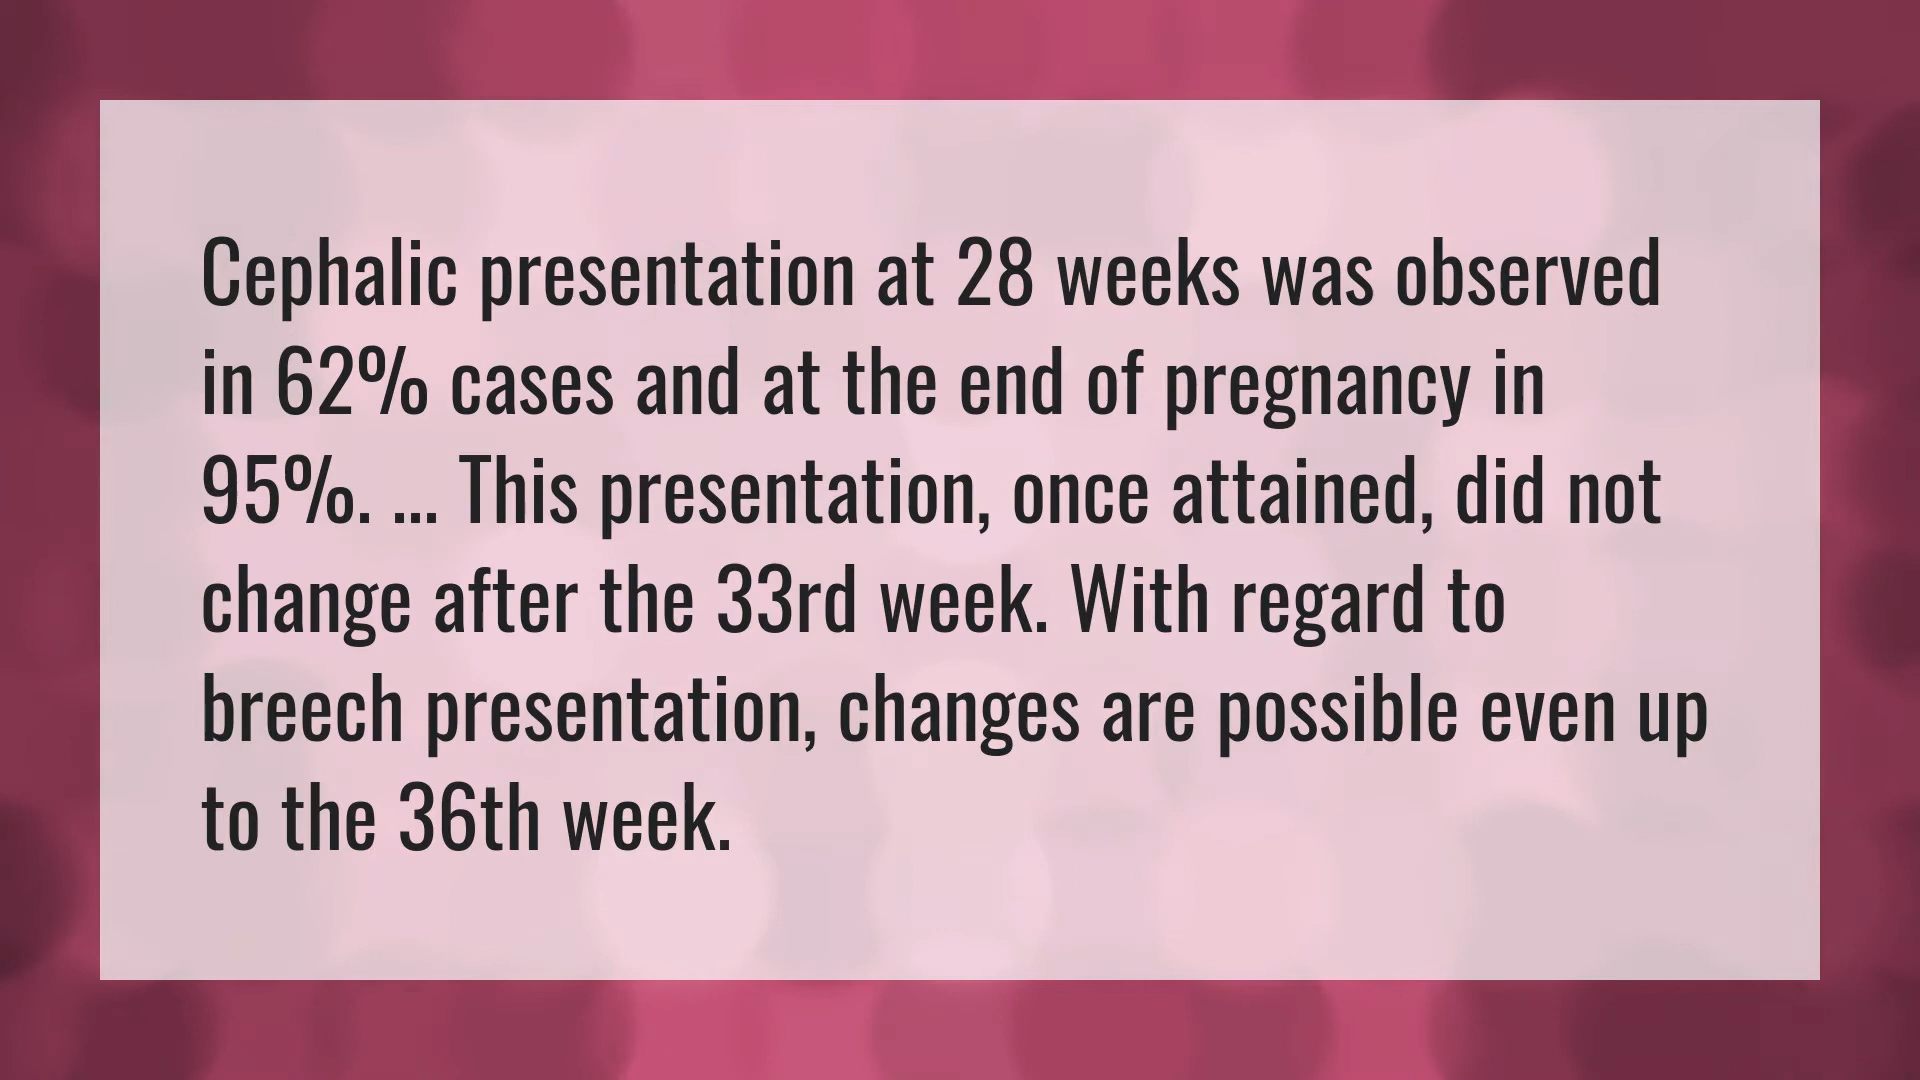 Cephalic presentation at 28 weeks was observed
in 62% cases and at the end of pregnancy in
95%. ... This presentation, once attained, did not
change after the 33rd week. With regard to
breech presentation, changes are possible even up
to the 36th week.